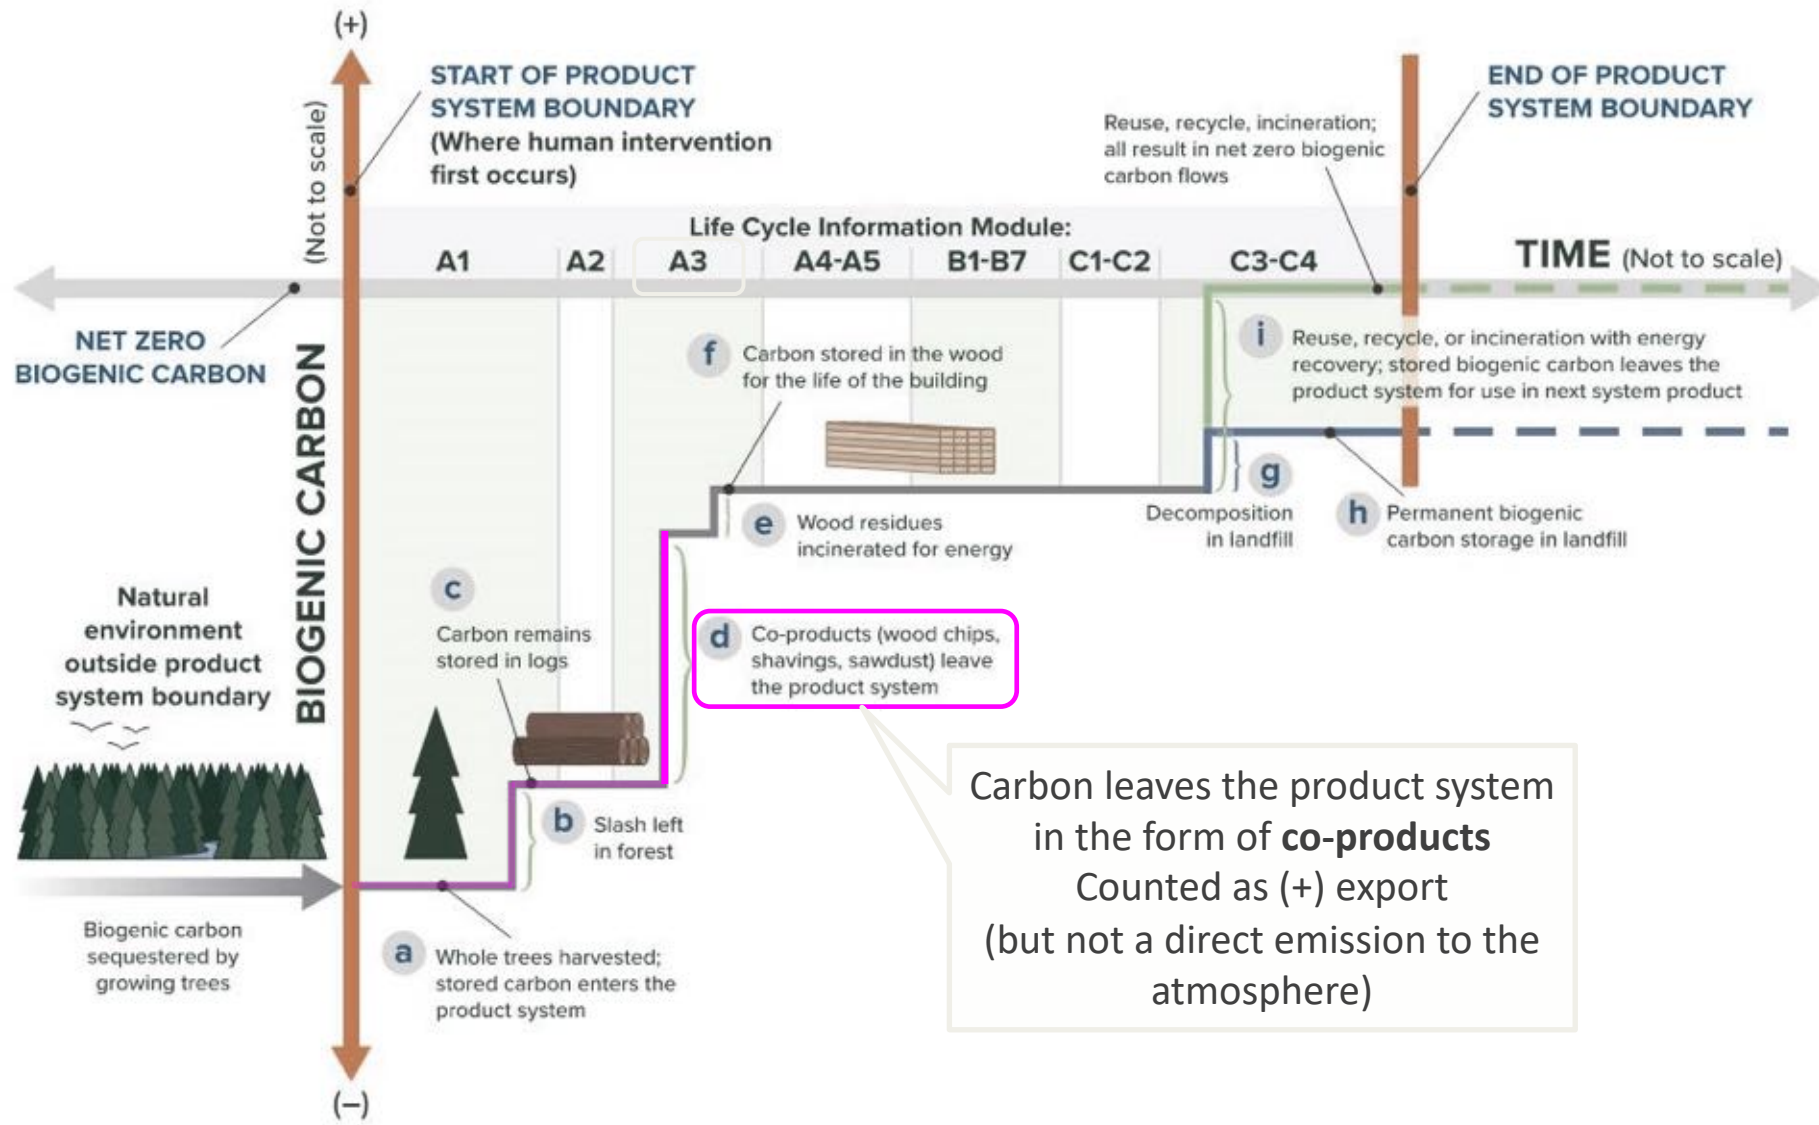 (+)
(Not to scale)
START OF PRODUCT
SYSTEM BOUNDARY
(Where human intervention
first occurs)
Reuse, recycle, incineration;
all result in net zero biogenic
carbon flows
END OF PRODUCT
SYSTEM BOUNDARY
Life Cycle Information Module:
A1
A2
A3
A4-A5
B1-B7
C1-C2
C3-C4
TIME (Not to scale)
NET ZERO
BIOGENIC CARBON
BIOGENIC CARBON
f
Carbon stored in the wood
for the life of the building
i
Reuse, recycle, or incineration with energy
recovery; stored biogenic carbon leaves the
product system for use in next system product
e
Wood residues
incinerated for energy
g
Decomposition
in landfill
h
Permanent biogenic
carbon storage in landfill
Natural
environment
outside product
system boundary
c
Carbon remains
stored in logs
d
Co-products (wood chips,
shavings, sawdust) leave
the product system
b
Slash left
in forest
Carbon leaves the product system
in the form of co-products
Counted as (+) export
(but not a direct emission to the
atmosphere)
Biogenic carbon
sequestered by
growing trees
a
Whole trees harvested;
stored carbon enters the
product system
(−)